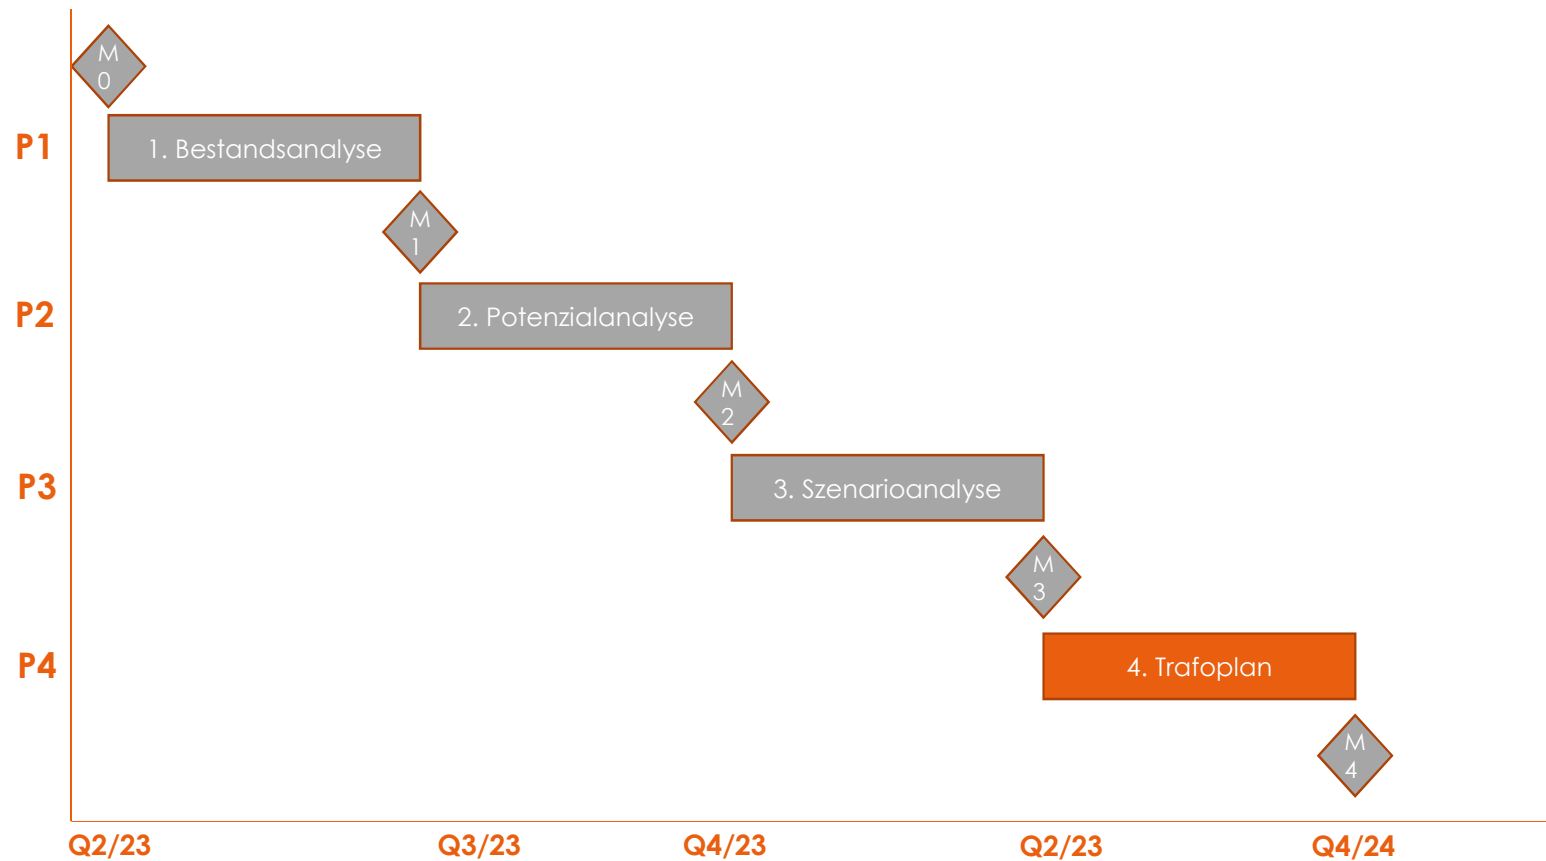 M
0
P1
1. Bestandsanalyse
M
1
P2
2. Potenzialanalyse
M
2
P3
3. Szenarioanalyse
M
3
P4
4. Trafoplan
M
4
Q2/23
Q3/23
Q4/23
Q2/23
Q4/24